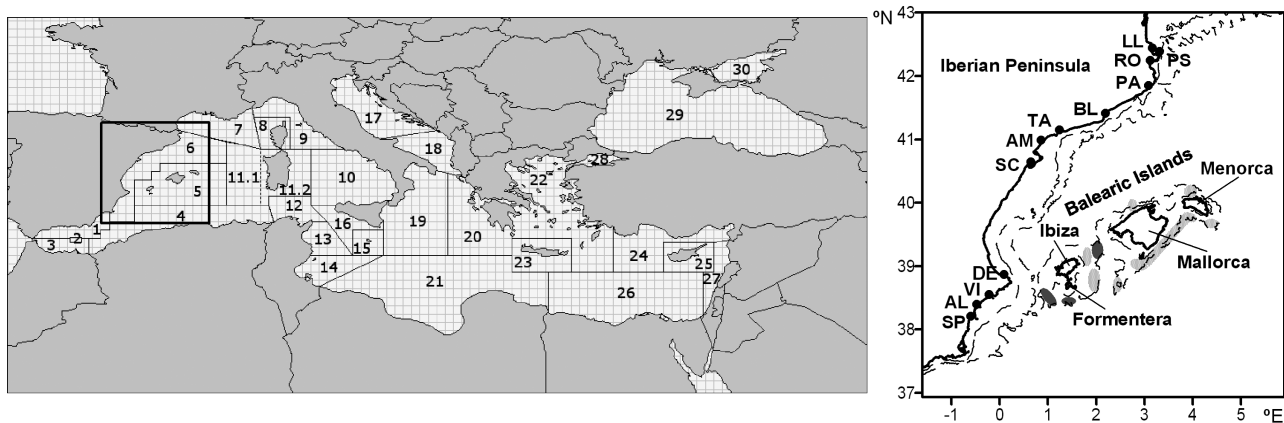 30
29
17
7
8
9
18
28
6
22
11.1
11.2
10
5
12
4
16
19
1
2
3
13
15
20
24
23
25
14
21
26
27
ºN
43
42
41
40
39
38
37
-1
0
1
2
3
4
5
ºE
Iberian Peninsula
LL
RO
PS
PA
BL
TA
AM
SC
Balearic Islands
Menorca
Ibiza
Mallorca
DE
VI
AL
SP
Formentera